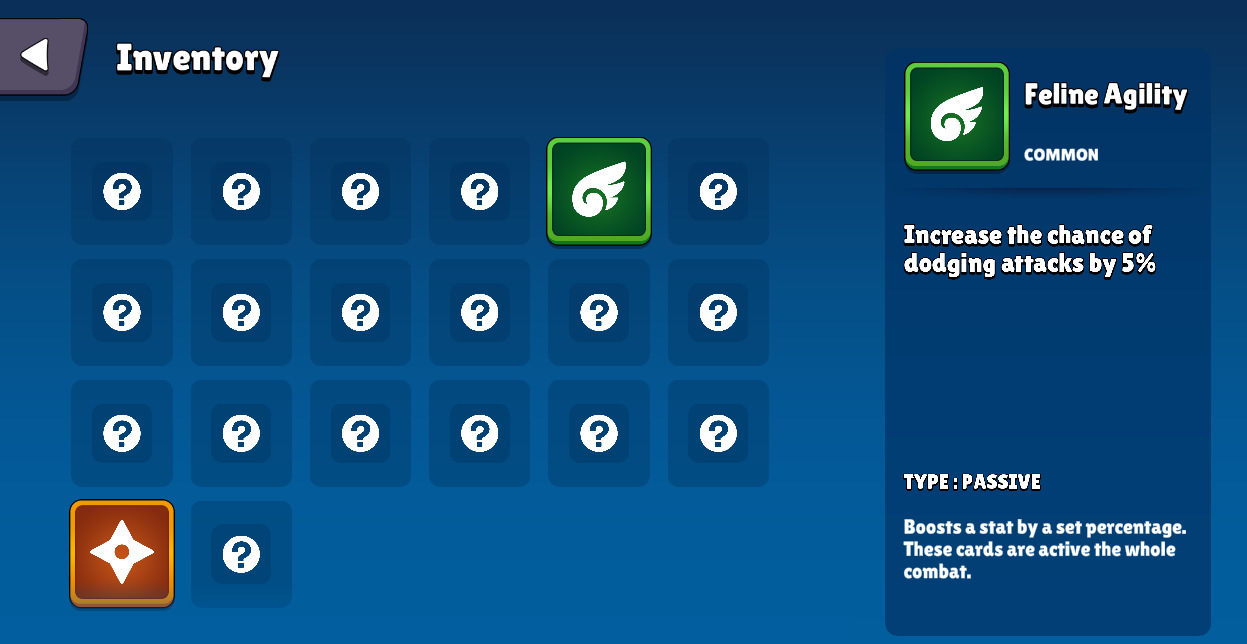 Inventory
? ? ? ? ?
? ? ? ? ? ?
? ? ? ? ? ?
?
Feline Agility
COMMON
Increase the chance of
dodging attacks by 5%
TYPE : PASSIVE
Boosts a stat by a set percentage.
These cards are active the whole
combat.